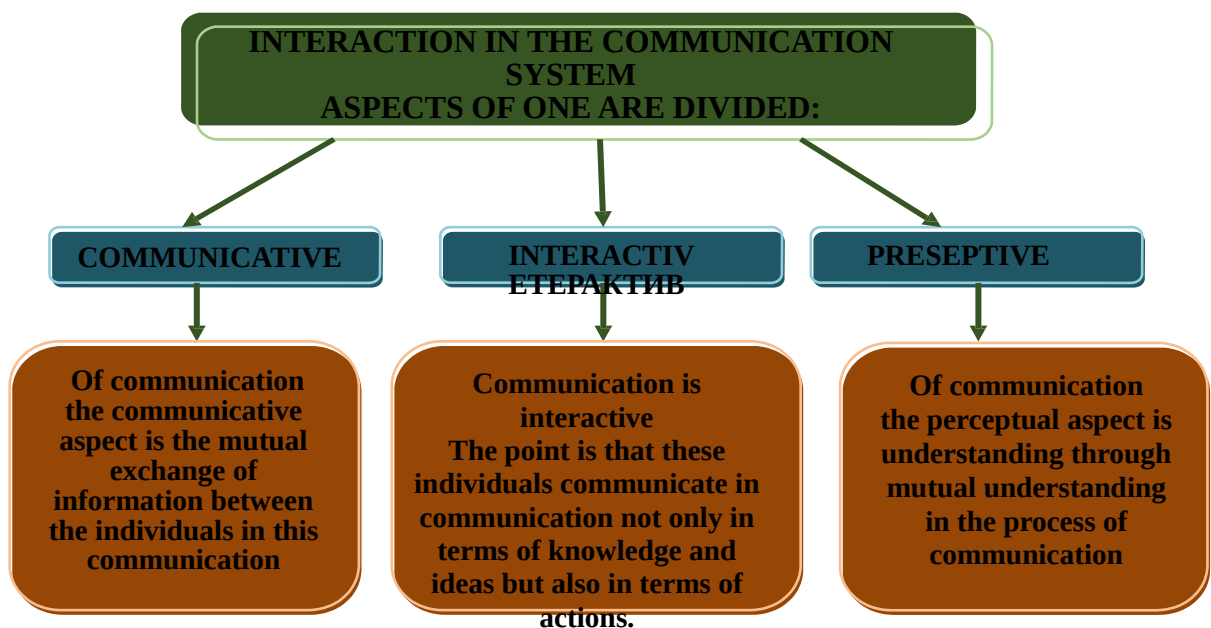 INTERACTION IN THE COMMUNICATION
SYSTEM
ASPECTS OF ONE ARE DIVIDED:
COMMUNICATIVE
INTERACTIV
ЕТЕРАКТИВ
PRESEPTIVE
Of communication
the communicative
aspect is the mutual
exchange of
information between
the individuals in this
communication
Communication is
interactive
The point is that these
individuals communicate in
communication not only in
terms of knowledge and
ideas but also in terms of
actions.
Of communication
the perceptual aspect is
understanding through
mutual understanding
in the process of
communication